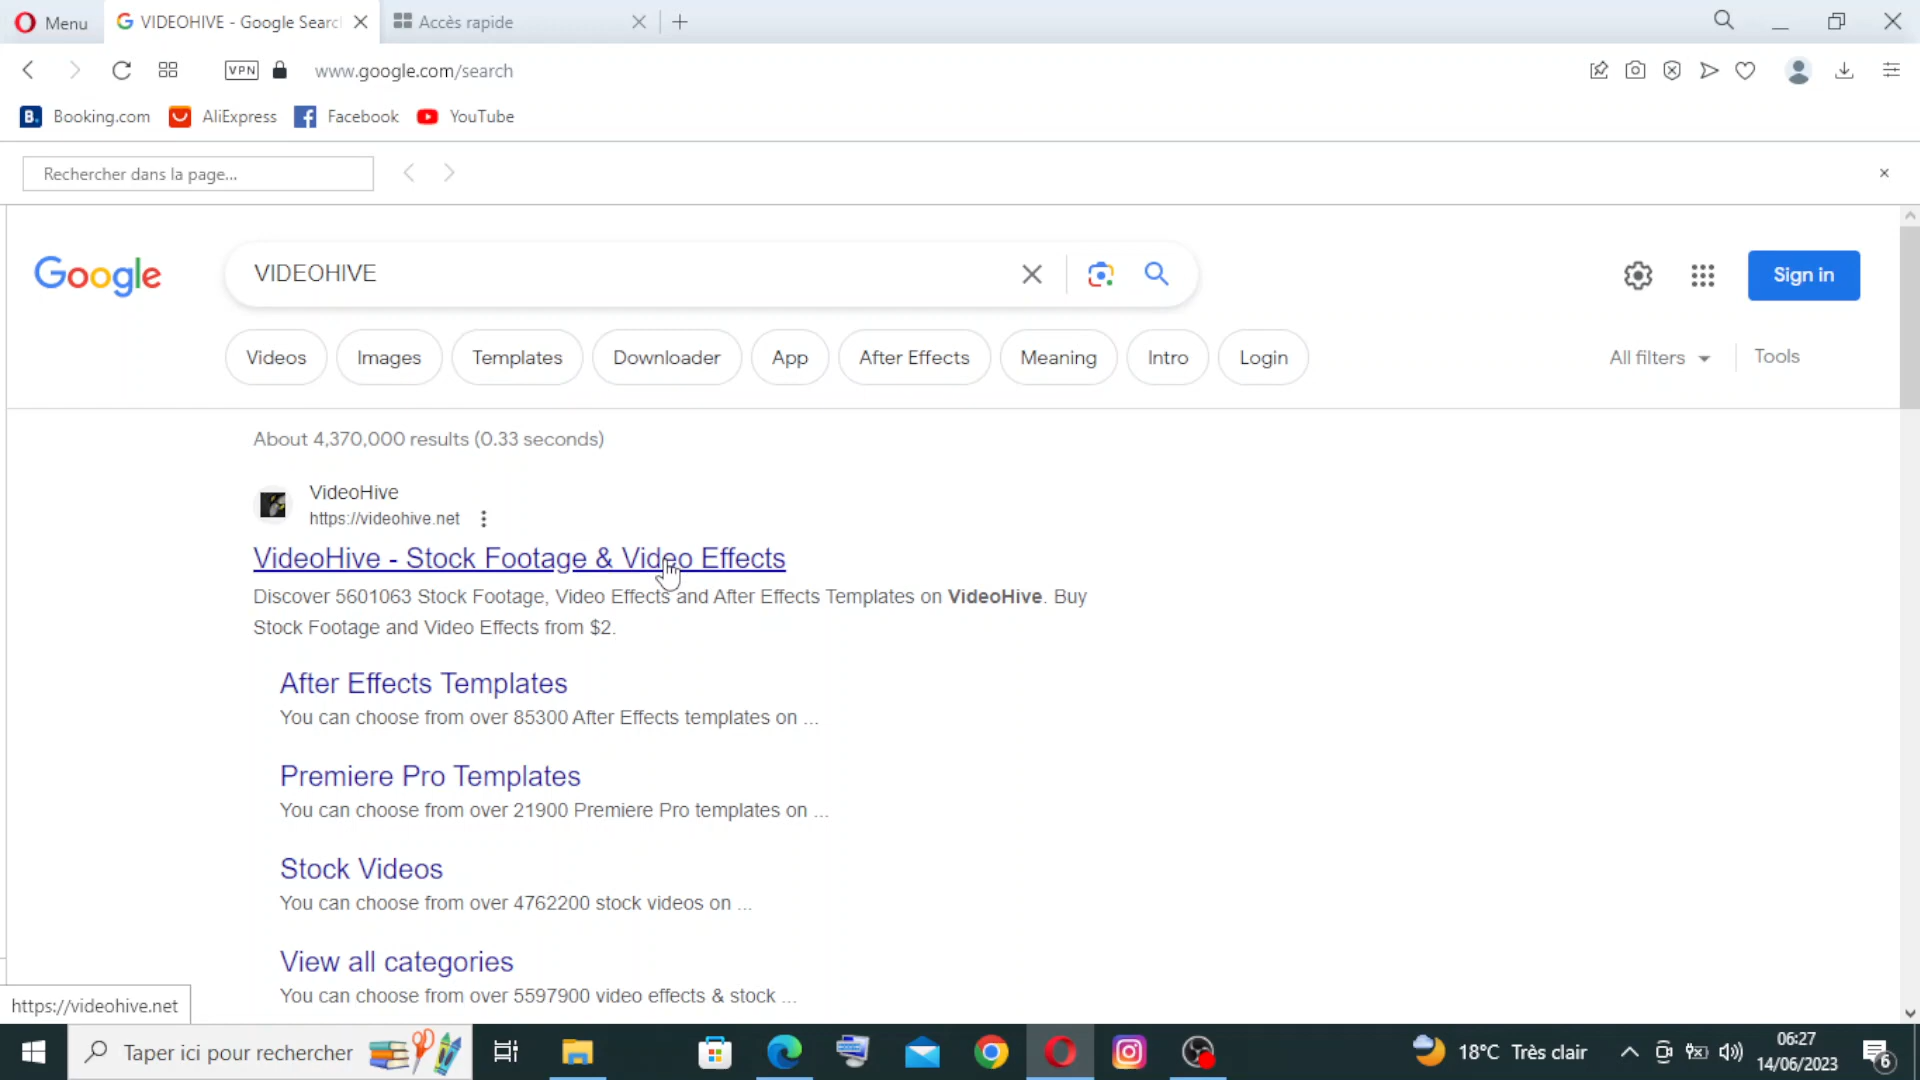 Menu
VIDEOHIVE - Google Searc
Accès rapide
VPN
www.google.com/search
B.
Booking.com
AliExpress
Facebook
YouTube
Rechercher dans la page...
Google
VIDEOHIVE
Sign in
Videos
Images
Templates
Downloader
App
After Effects
Meaning
Intro
Login
All filters
Tools
About 4,370,000 results (0.33 seconds)
VideoHive
https://videohive.net
VideoHive - Stock Footage & Video Effects
Discover 5601063 Stock Footage, Video Effects and After Effects Templates on VideoHive. Buy
Stock Footage and Video Effects from $2.
After Effects Templates
You can choose from over 85300 After Effects templates on ...
Premiere Pro Templates
You can choose from over 21900 Premiere Pro templates on ...
Stock Videos
You can choose from over 4762200 stock videos on ...
View all categories
You can choose from over 5597900 video effects & stock ...
https://videohive.net
Taper ici pour rechercher
18°C Très clair
06:27
14/06/2023
6